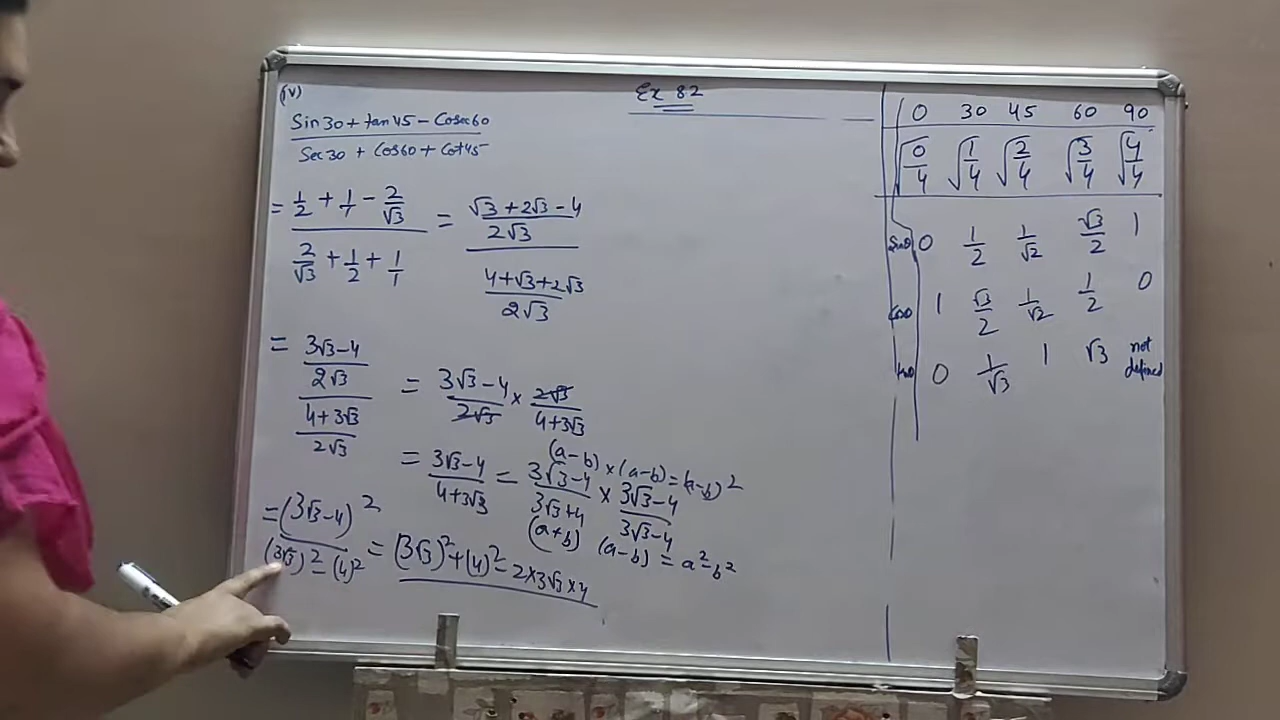 Ex 8.2
(iv)
Sin30 + tan45 - Cosec60
Sec30 + Cos60 + Cot45
= 1/2 + 1/1 - 2/√3 = √3 + 2√3 - 4 / 2√3
2/√3 + 1/2 + 1/1
4 + √3 + 2√3 / 2√3
= 3√3 - 4 / 2√3
4 + 3√3 / 2√3
= 3√3 - 4 / 2√3 × 2√3 / 4 + 3√3
(a-b) × (a-b) = (a-b)²
= 3√3 - 4 / 4 + 3√3 = 3√3 - 4 / 3√3 + 4 × 3√3 - 4 / 3√3 - 4
(a+b) (a-b) = a² - b²
= (3√3 - 4)² / (3√3)² - (4)² = (3√3)² + (4)² - 2×3√3×4
0 30 45 60 90
√0/4 √1/4 √2/4 √3/4 √4/4
Sinθ 0 1/2 1/√2 √3/2 1
Cosθ 1 √3/2 1/√2 1/2 0
tanθ 0 1/√3 1 √3 not defined